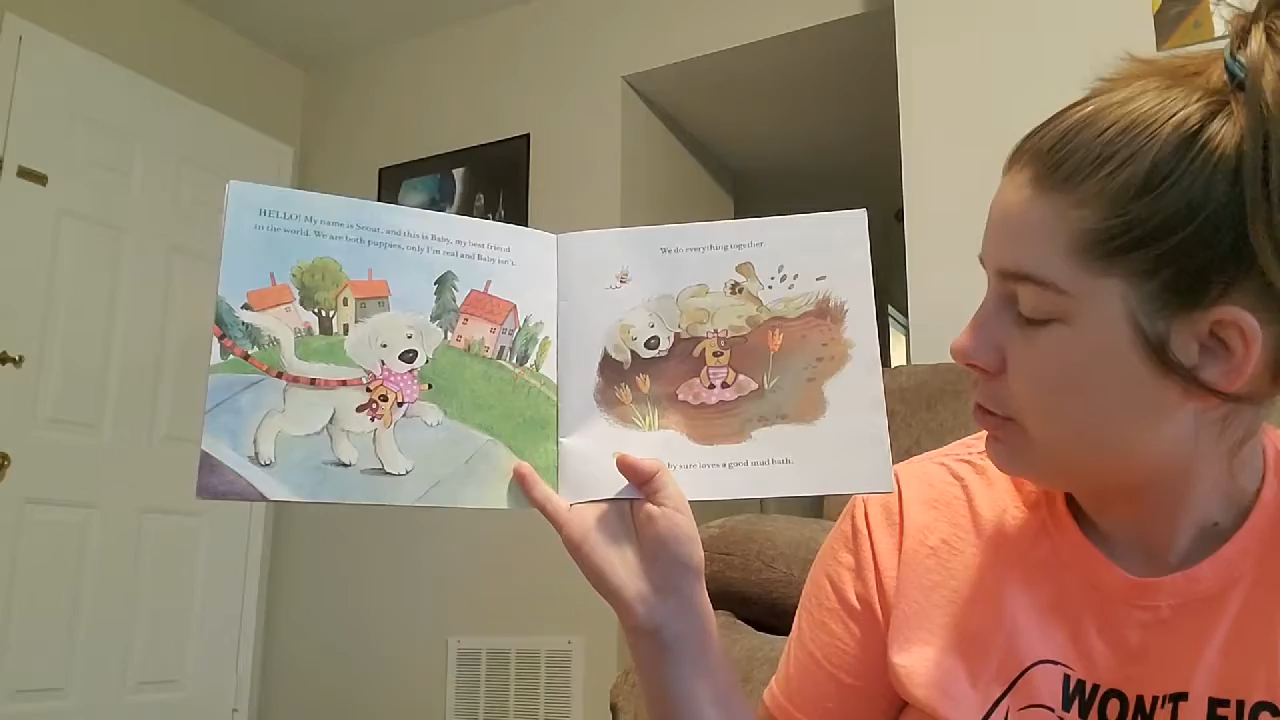 HELLO! My name is Scout, and this is Baby, my best friend
in the world. We are both puppies, only I'm real and Baby isn't.
We do everything together.
sure loves a good mud bath.
WON'T